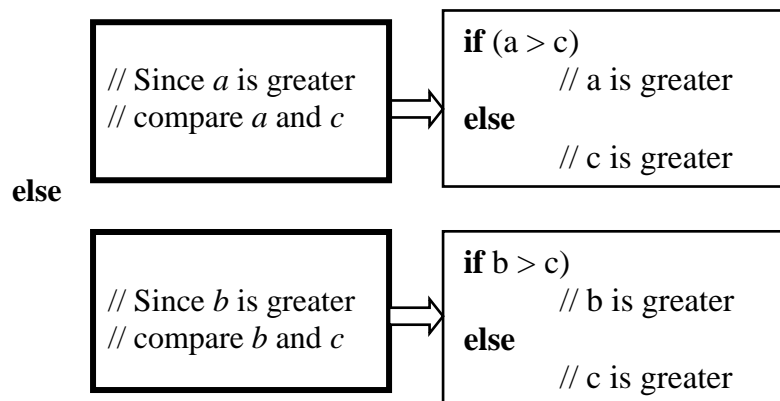 // Since a is greater
// compare a and c
if (a > c)
// a is greater
else
// c is greater
else
// Since b is greater
// compare b and c
if b > c)
// b is greater
else
// c is greater